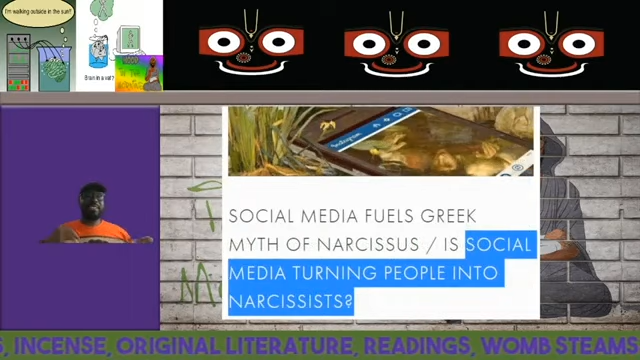 I'm walking outside in the sun!!
Brain in a vat?
Instagram
SOCIAL MEDIA FUELS GREEK
MYTH OF NARCISSUS / IS SOCIAL
MEDIA TURNING PEOPLE INTO
NARCISSISTS?
, INCENSE, ORIGINAL LITERATURE, READINGS, WOMB STEAMS